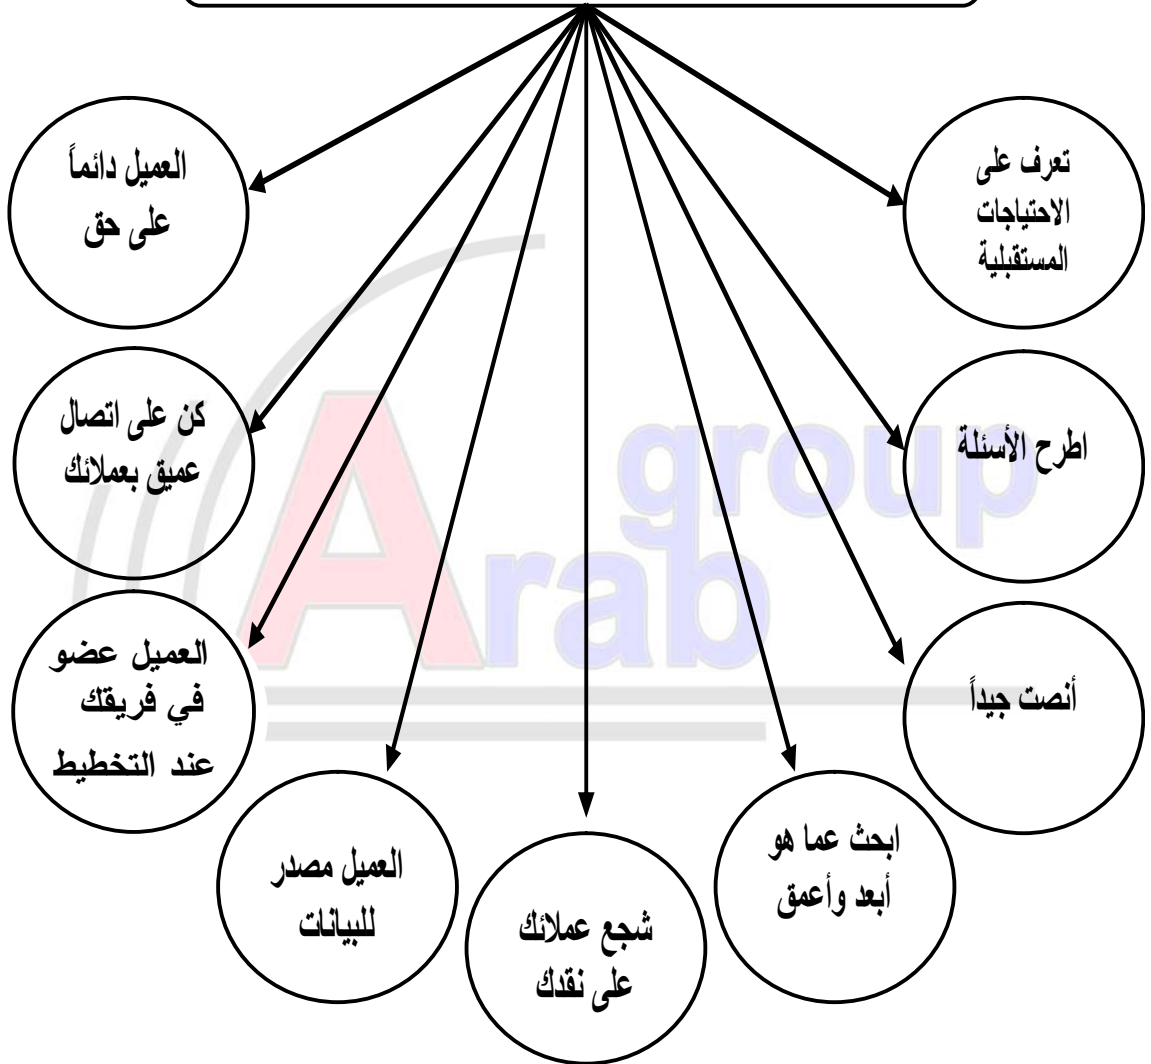 تعرف على
الاحتياجات
المستقبلية
العميل دائماً
على حق
اطرح الأسئلة
كن على اتصال
عميق بعملائك
أنصت جيداً
العميل عضو
في فريقك
عند التخطيط
ابحث عما هو
أبعد وأعمق
العميل مصدر
للبيانات
شجع عملائك
على نقدك
Arab
group